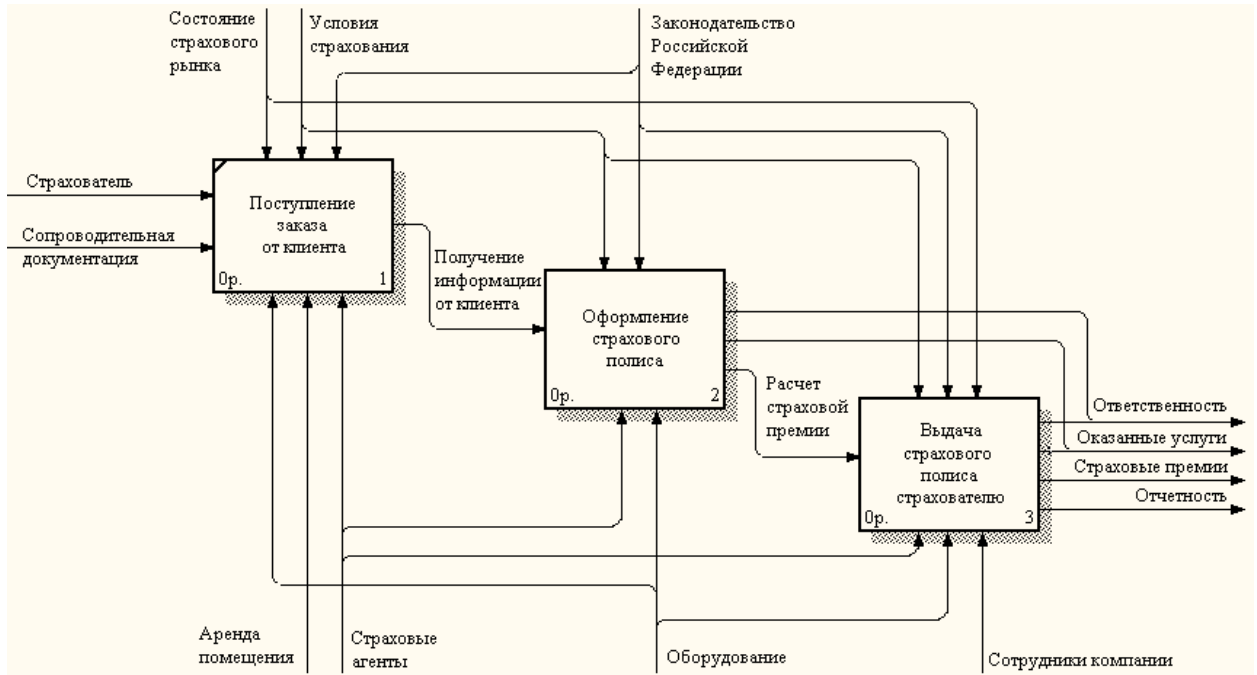 Состояние
страхового
рынка
Условия
страхования
Законодательство
Российской
Федерации
Страхователь
Сопроводительная
документация
Поступление
заказа
от клиента
0р. 1
Получение
информации
от клиента
Оформление
страхового
полиса
0р. 2
Расчет
страховой
премии
Выдача
страхового
полиса
страхователю
0р. 3
Ответственность
Оказанные услуги
Страховые премии
Отчетность
Аренда
помещения
Страховые
агенты
Оборудование
Сотрудники компании